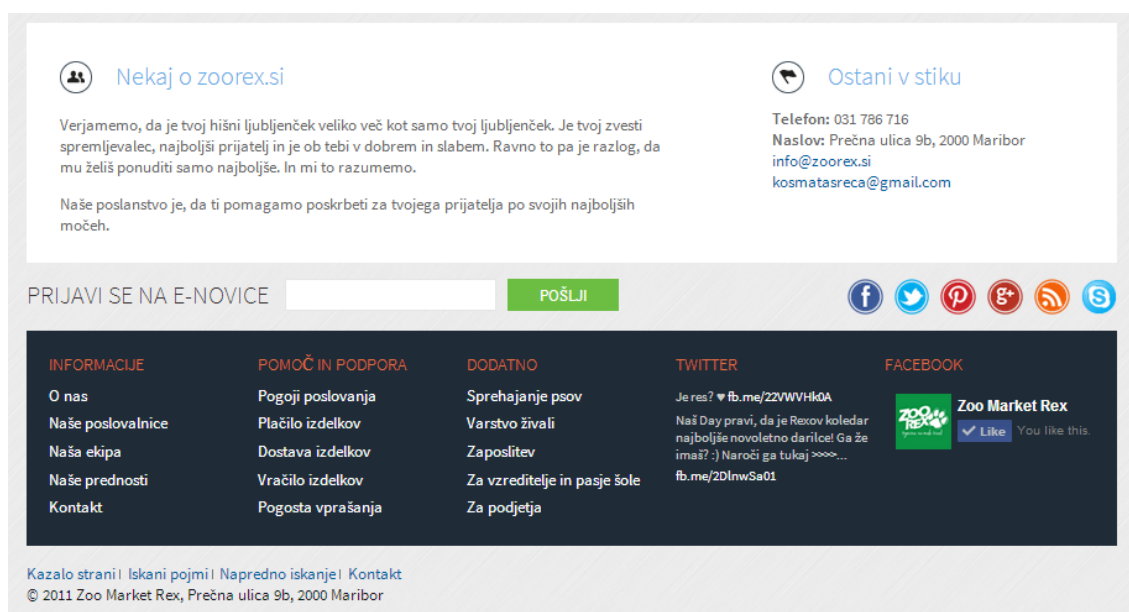 Nekaj o zoorex.si
Verjamemo, da je tvoj hišni ljubljenček veliko več kot samo tvoj ljubljenček. Je tvoj zvesti
spremljevalec, najboljši prijatelj in je ob tebi v dobrem in slabem. Ravno to pa je razlog, da
mu želiš ponuditi samo najboljše. In mi to razumemo.
Naše poslanstvo je, da ti pomagamo poskrbeti za tvojega prijatelja po svojih najboljših
močeh.
Ostani v stiku
Telefon: 031 786 716
Naslov: Prečna ulica 9b, 2000 Maribor
info@zoorex.si
kosmatasreca@gmail.com
PRIJAVI SE NA E-NOVICE
POŠLJI
INFORMACIJE
O nas
Naše poslovalnice
Naša ekipa
Naše prednosti
Kontakt
POMOČ IN PODPORA
Pogoji poslovanja
Plačilo izdelkov
Dostava izdelkov
Vračilo izdelkov
Pogosta vprašanja
DODATNO
Sprehajanje psov
Varstvo živali
Zaposlitev
Za vzreditelje in pasje šole
Za podjetja
TWITTER
Je res? ♥ fb.me/22VWVHk0A
Naš Day pravi, da je Rexov koledar
najboljše novoletno darilce! Ga že
imaš? :) Naroči ga tukaj >>>>...
fb.me/2DlnwSa01
FACEBOOK
ZOO
REX
Zoo Market Rex
Like You like this.
Kazalo strani | Iskani pojmi | Napredno iskanje | Kontakt
© 2011 Zoo Market Rex, Prečna ulica 9b, 2000 Maribor